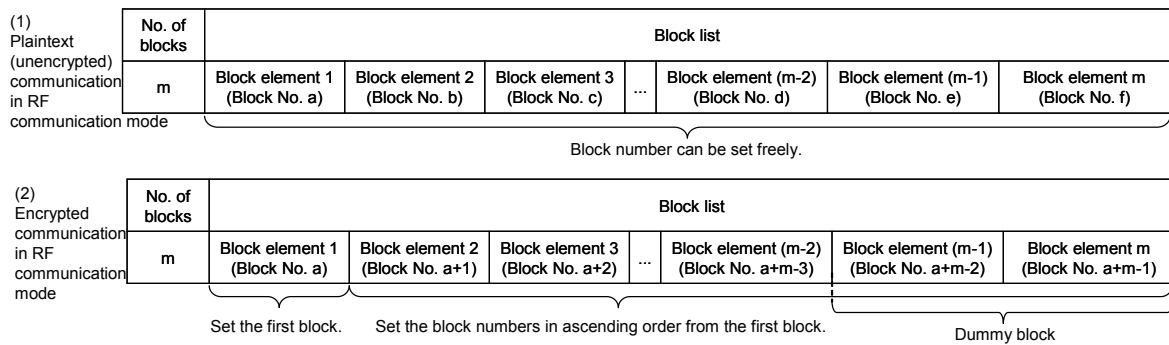 (1)
Plaintext
(unencrypted)
communication
in RF
communication mode
No. of
blocks
Block list
m
Block element 1
(Block No. a)
Block element 2
(Block No. b)
Block element 3
(Block No. c)
...
Block element (m-2)
(Block No. d)
Block element (m-1)
(Block No. e)
Block element m
(Block No. f)
Block number can be set freely.
(2)
Encrypted
communication
in RF
communication
mode
No. of
blocks
Block list
m
Block element 1
(Block No. a)
Block element 2
(Block No. a+1)
Block element 3
(Block No. a+2)
...
Block element (m-2)
(Block No. a+m-3)
Block element (m-1)
(Block No. a+m-2)
Block element m
(Block No. a+m-1)
Set the first block.
Set the block numbers in ascending order from the first block.
Dummy block